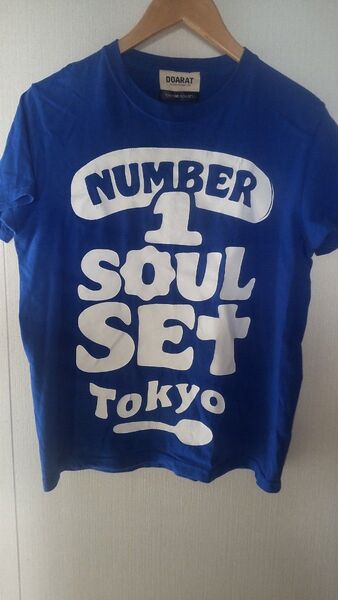 DOARAT
NUMBER
1
SOUL
SET
Tokyo